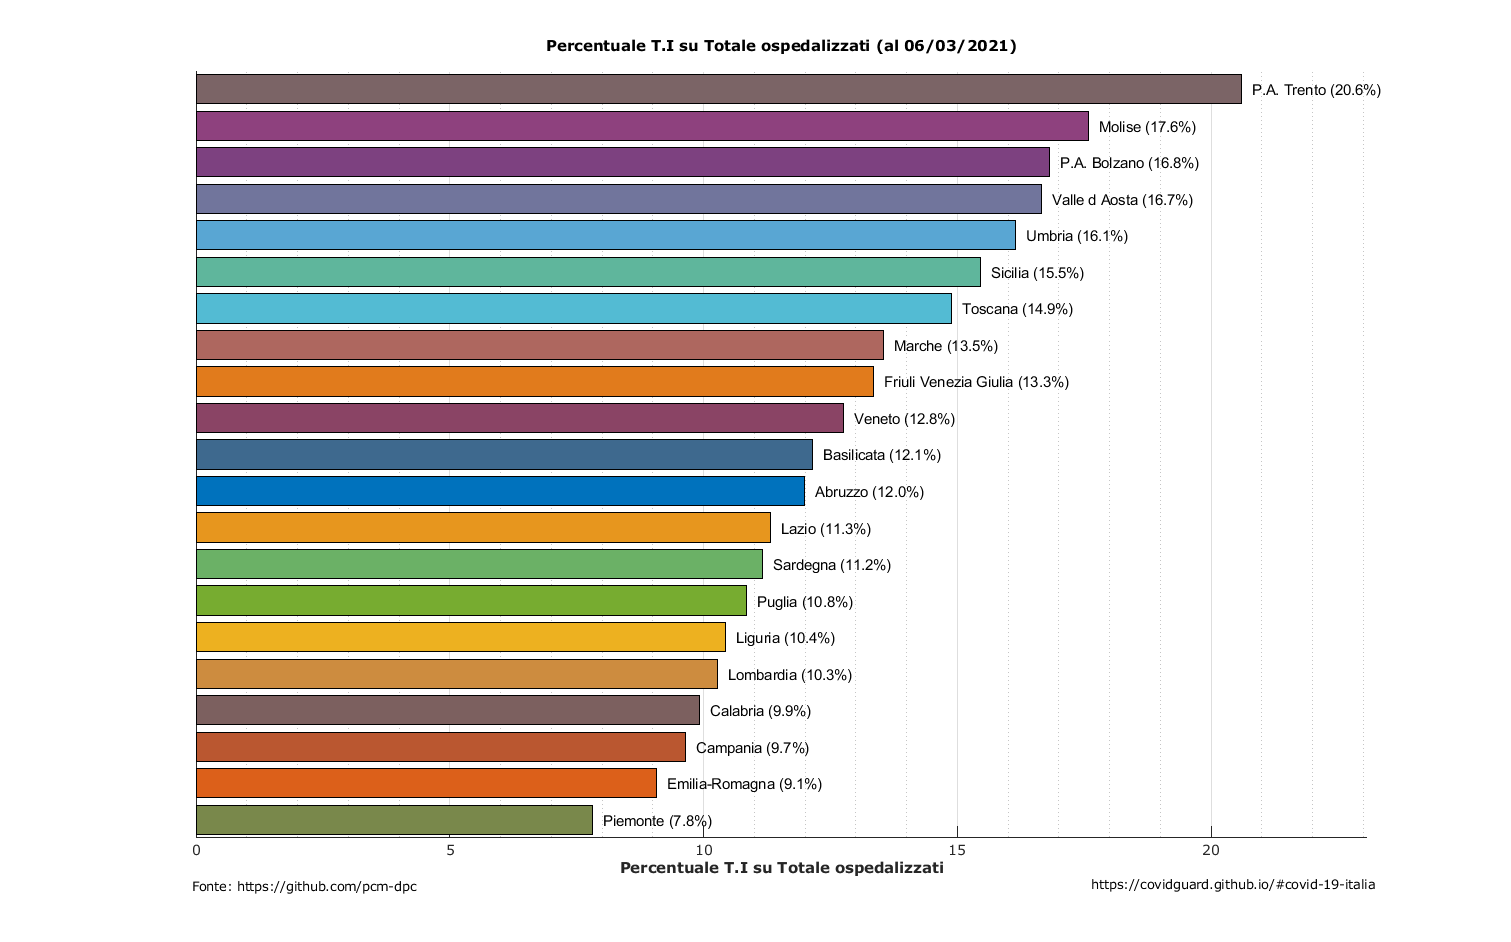 Percentuale T.I su Totale ospedalizzati (al 06/03/2021)
P.A. Trento (20.6%)
Molise (17.6%)
P.A. Bolzano (16.8%)
Valle d Aosta (16.7%)
Umbria (16.1%)
Sicilia (15.5%)
Toscana (14.9%)
Marche (13.5%)
Friuli Venezia Giulia (13.3%)
Veneto (12.8%)
Basilicata (12.1%)
Abruzzo (12.0%)
Lazio (11.3%)
Sardegna (11.2%)
Puglia (10.8%)
Liguria (10.4%)
Lombardia (10.3%)
Calabria (9.9%)
Campania (9.7%)
Emilia-Romagna (9.1%)
Piemonte (7.8%)
0 5 10 15 20
Percentuale T.I su Totale ospedalizzati
Fonte: https://github.com/pcm-dpc
https://covidguard.github.io/#covid-19-italia